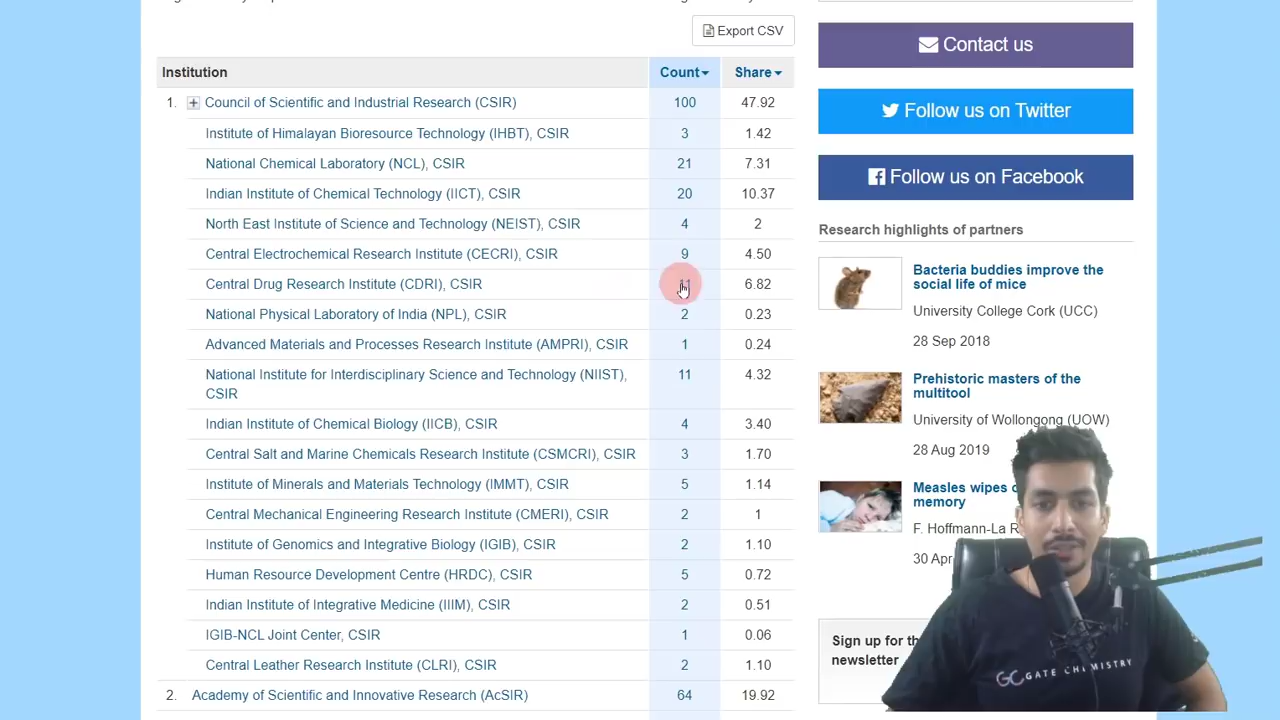 Export CSV
Institution Count Share
1. Council of Scientific and Industrial Research (CSIR) 100 47.92
Institute of Himalayan Bioresource Technology (IHBT), CSIR 3 1.42
National Chemical Laboratory (NCL), CSIR 21 7.31
Indian Institute of Chemical Technology (IICT), CSIR 20 10.37
North East Institute of Science and Technology (NEIST), CSIR 4 2
Central Electrochemical Research Institute (CECRI), CSIR 9 4.50
Central Drug Research Institute (CDRI), CSIR 6.82
National Physical Laboratory of India (NPL), CSIR 2 0.23
Advanced Materials and Processes Research Institute (AMPRI), CSIR 1 0.24
National Institute for Interdisciplinary Science and Technology (NIIST), 11 4.32
CSIR
Indian Institute of Chemical Biology (IICB), CSIR 4 3.40
Central Salt and Marine Chemicals Research Institute (CSMCRI), CSIR 3 1.70
Institute of Minerals and Materials Technology (IMMT), CSIR 5 1.14
Central Mechanical Engineering Research Institute (CMERI), CSIR 2 1
Institute of Genomics and Integrative Biology (IGIB), CSIR 2 1.10
Human Resource Development Centre (HRDC), CSIR 5 0.72
Indian Institute of Integrative Medicine (IIIM), CSIR 2 0.51
IGIB-NCL Joint Center, CSIR 1 0.06
Central Leather Research Institute (CLRI), CSIR 2 1.10
2. Academy of Scientific and Innovative Research (AcSIR) 64 19.92
Contact us
Follow us on Twitter
Follow us on Facebook
Research highlights of partners
Bacteria buddies improve the
social life of mice
University College Cork (UCC)
28 Sep 2018
Prehistoric masters of the
multitool
University of Wollongong (UOW)
28 Aug 2019
Measles wipes
memory
F. Hoffmann-La R
30 Apr
Sign up for th
newsletter
GC GATE CHEMISTRY